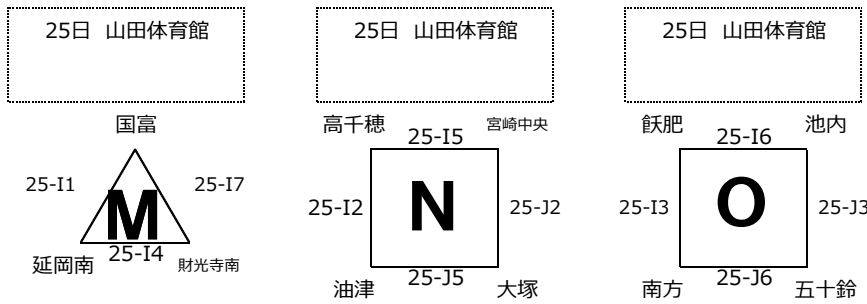 25日 山田体育館
25日 山田体育館
25日 山田体育館
国富
25-I1
25-I7
M
25-I4
延岡南
財光寺南
高千穂
宮崎中央
25-I5
25-I2
N
25-J2
25-J5
油津
大塚
飫肥
池内
25-I6
25-I3
O
25-J3
25-J6
南方
五十鈴